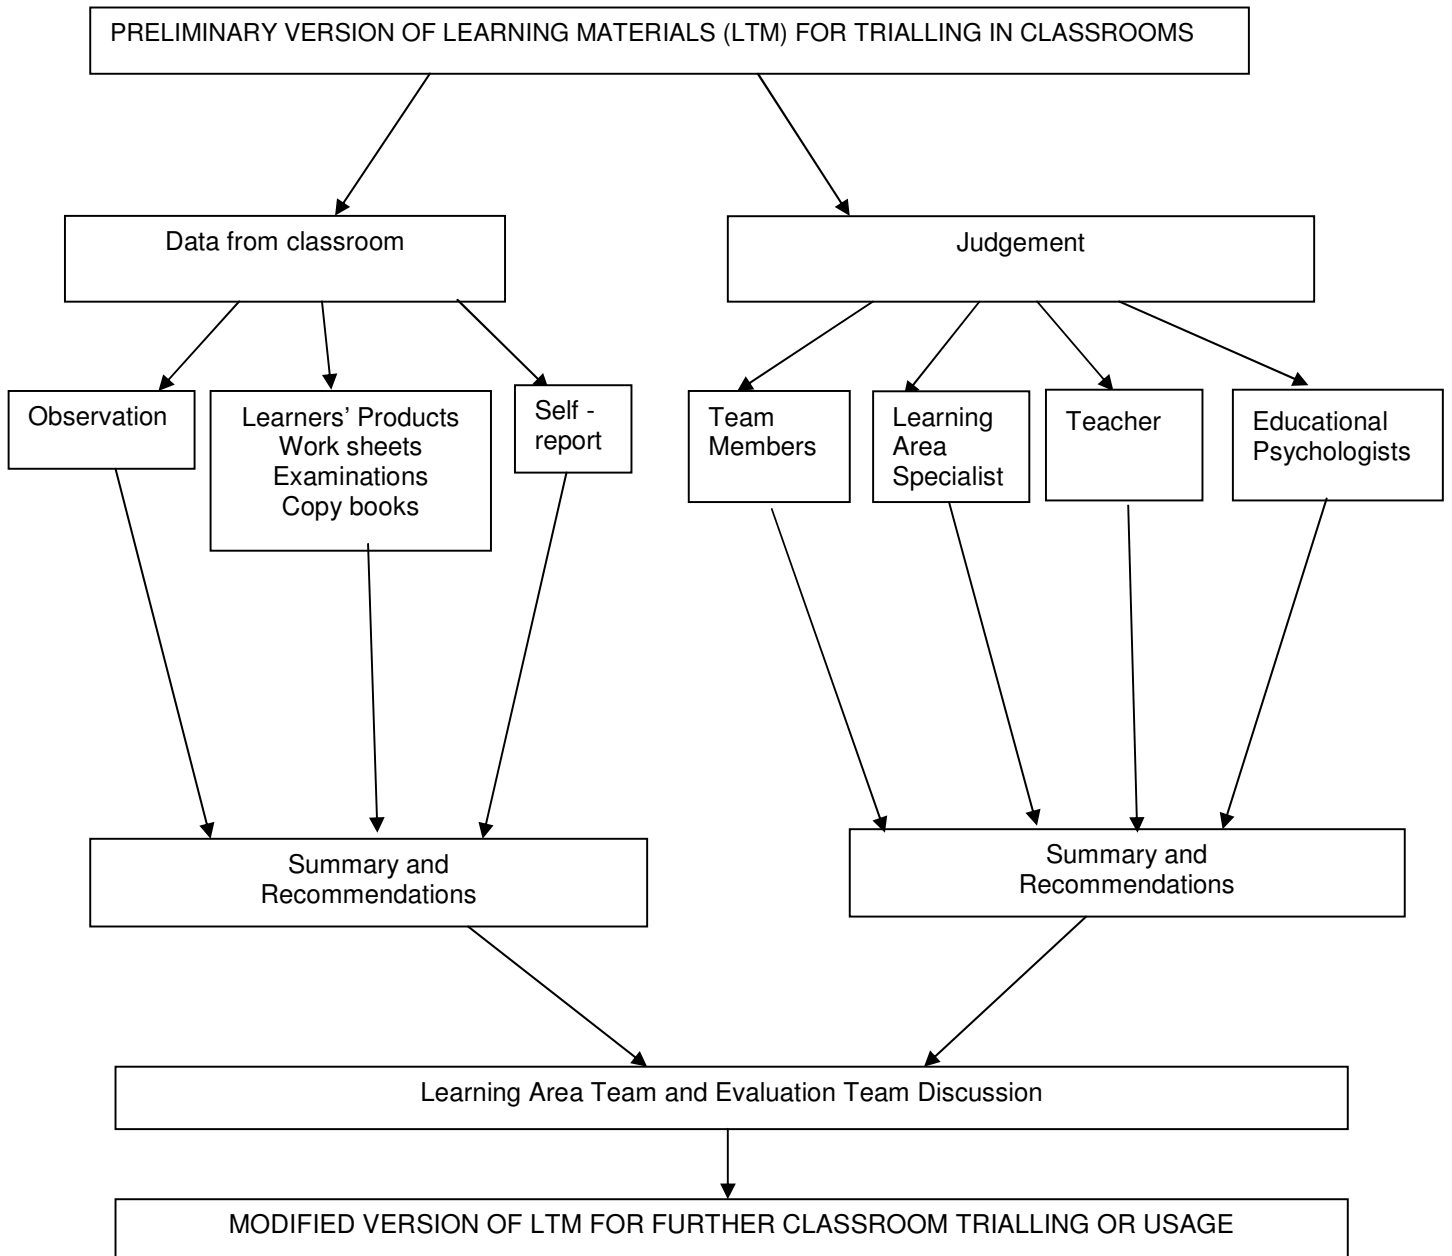 PRELIMINARY VERSION OF LEARNING MATERIALS (LTM) FOR TRIALLING IN CLASSROOMS
Data from classroom
Judgement
Observation
Learners' Products
Work sheets
Examinations
Copy books
Self -
report
Team
Members
Learning
Area
Specialist
Teacher
Educational
Psychologists
Summary and
Recommendations
Summary and
Recommendations
Learning Area Team and Evaluation Team Discussion
MODIFIED VERSION OF LTM FOR FURTHER CLASSROOM TRIALLING OR USAGE